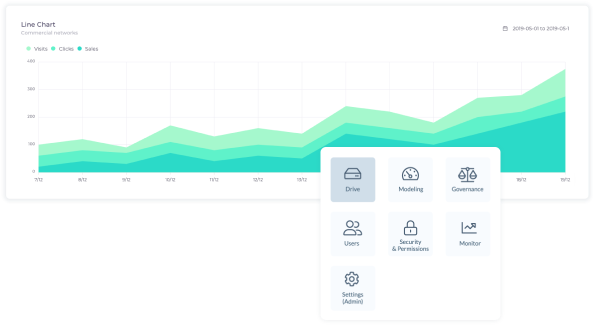 Line Chart
Commercial networks
2019-05-01 to 2019-05-1
Visits Clicks Sales
400
300
200
100
0
7/12 8/12 9/12 10/12 11/12 12/12 13/12 18/12 19/12
Drive Modeling Governance
Users Security
& Permissions Monitor
Settings
(Admin)